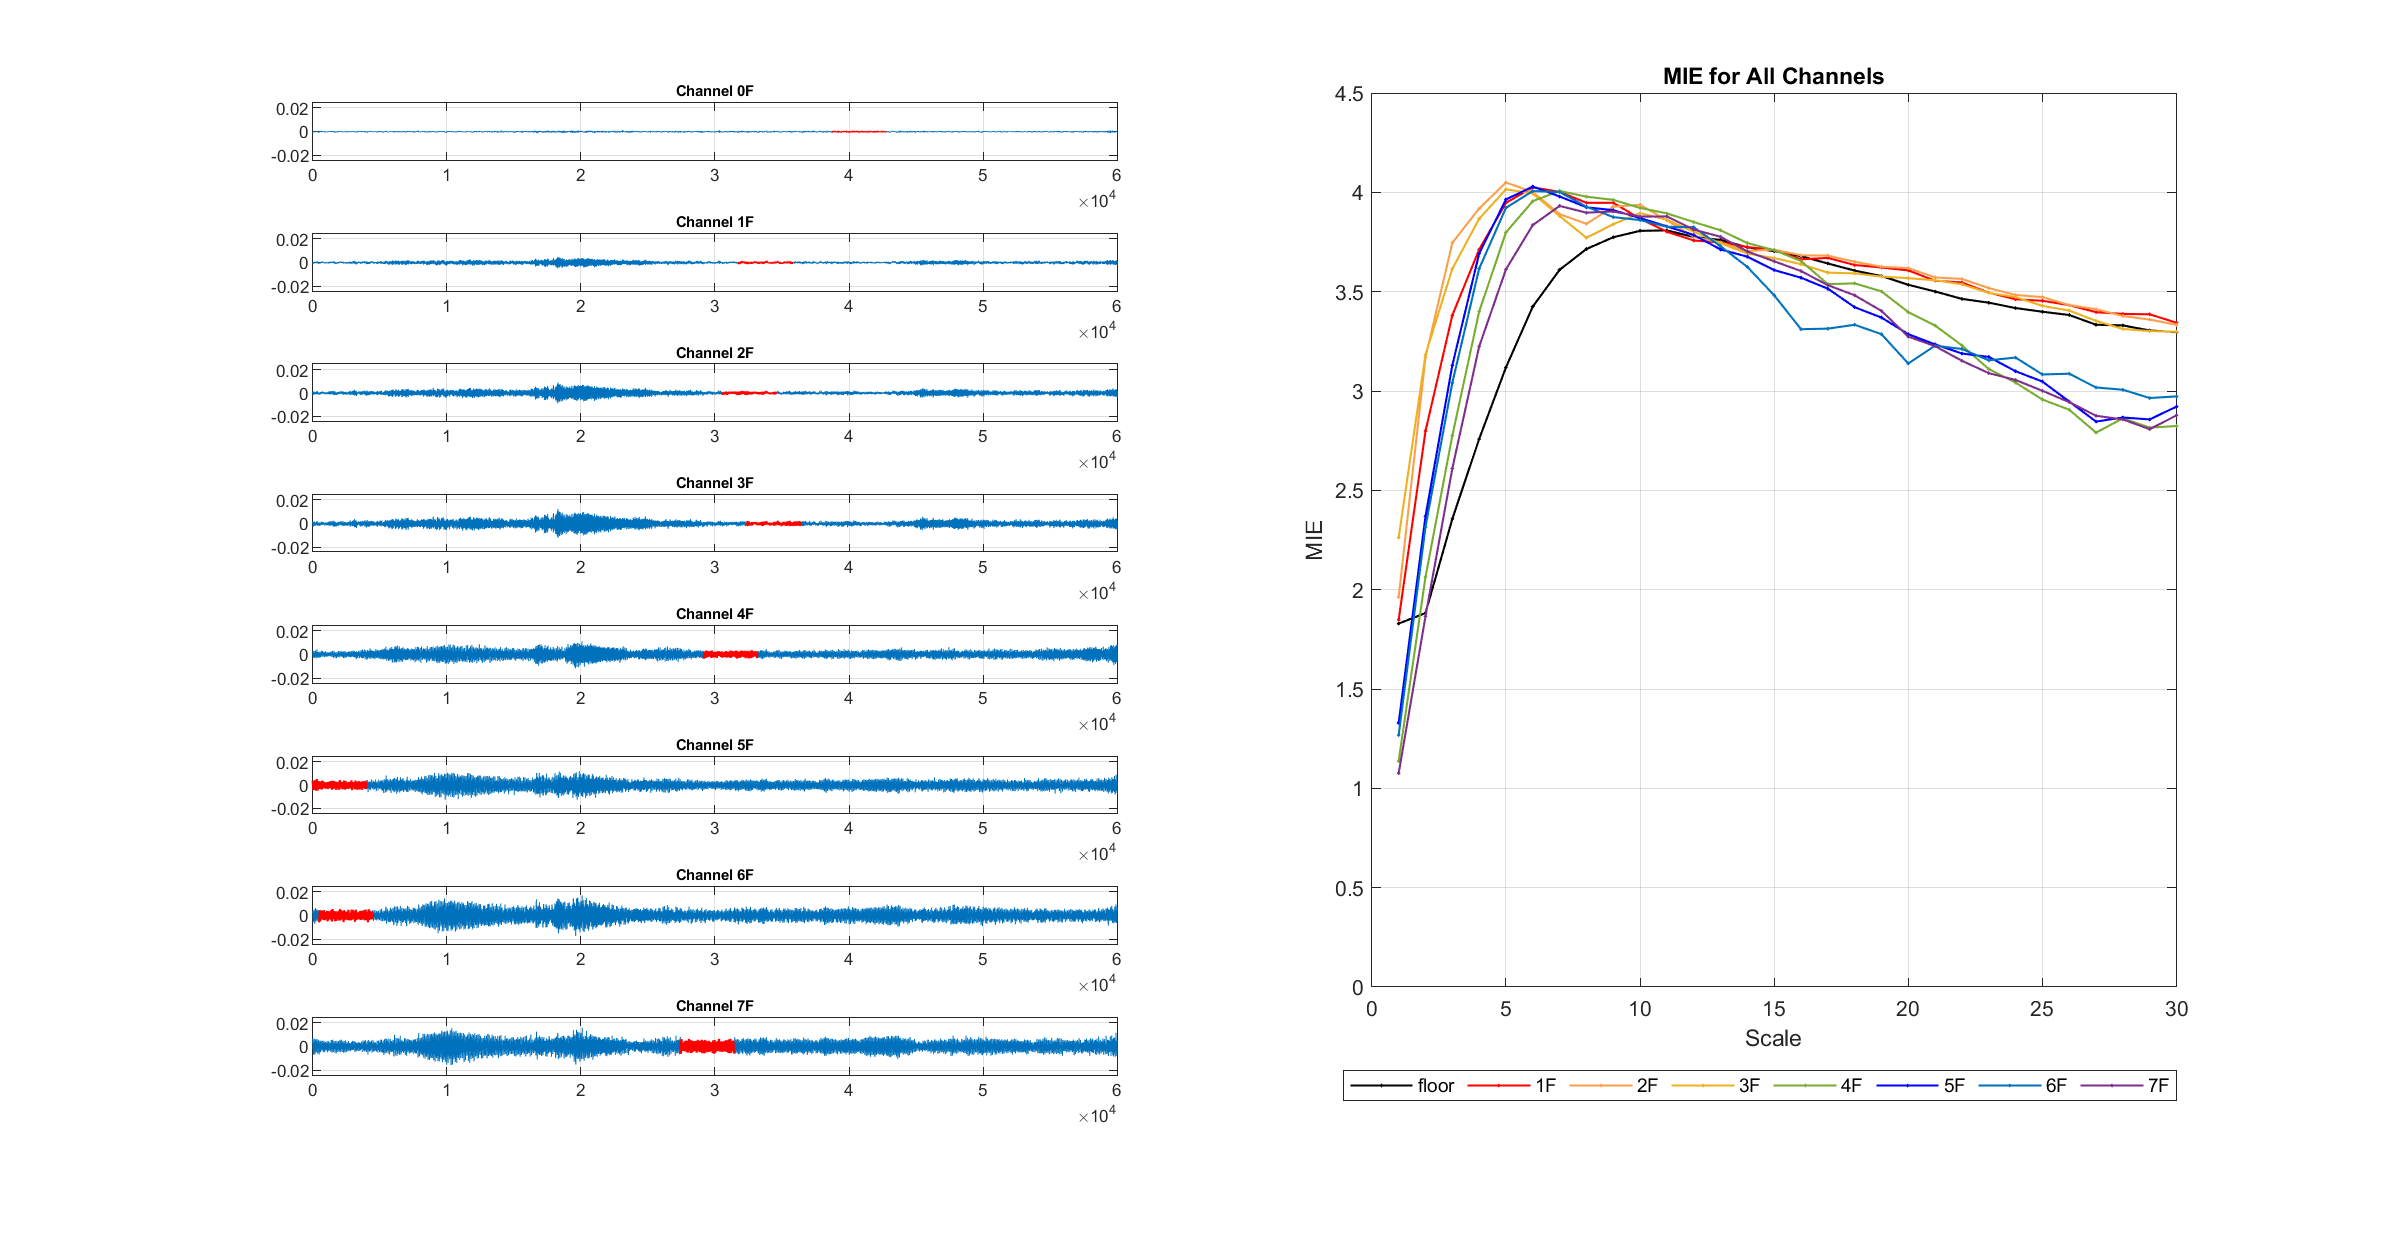 Channel 0F
0.02
0
-0.02
0 1 2 3 4 5 6
×10^4
Channel 1F
0.02
0
-0.02
0 1 2 3 4 5 6
×10^4
Channel 2F
0.02
0
-0.02
0 1 2 3 4 5 6
×10^4
Channel 3F
0.02
0
-0.02
0 1 2 3 4 5 6
×10^4
Channel 4F
0.02
0
-0.02
0 1 2 3 4 5 6
×10^4
Channel 5F
0.02
0
-0.02
0 1 2 3 4 5 6
×10^4
Channel 6F
0.02
0
-0.02
0 1 2 3 4 5 6
×10^4
Channel 7F
0.02
0
-0.02
0 1 2 3 4 5 6
×10^4
MIE for All Channels
4.5
4
3.5
3
2.5
2
1.5
1
0.5
0
MIE
0 5 10 15 20 25 30
Scale
floor 1F 2F 3F 4F 5F 6F 7F